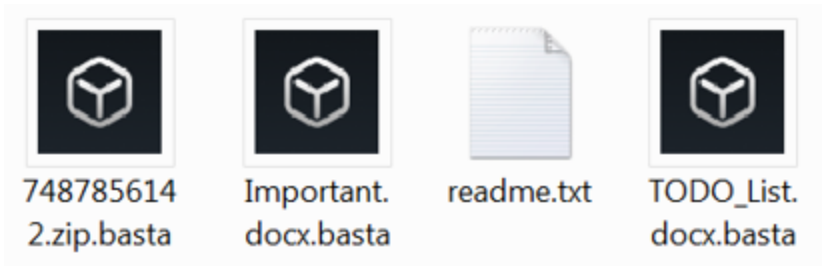 748785614
2.zip.basta
Important.
docx.basta
readme.txt
TODO_List.
docx.basta